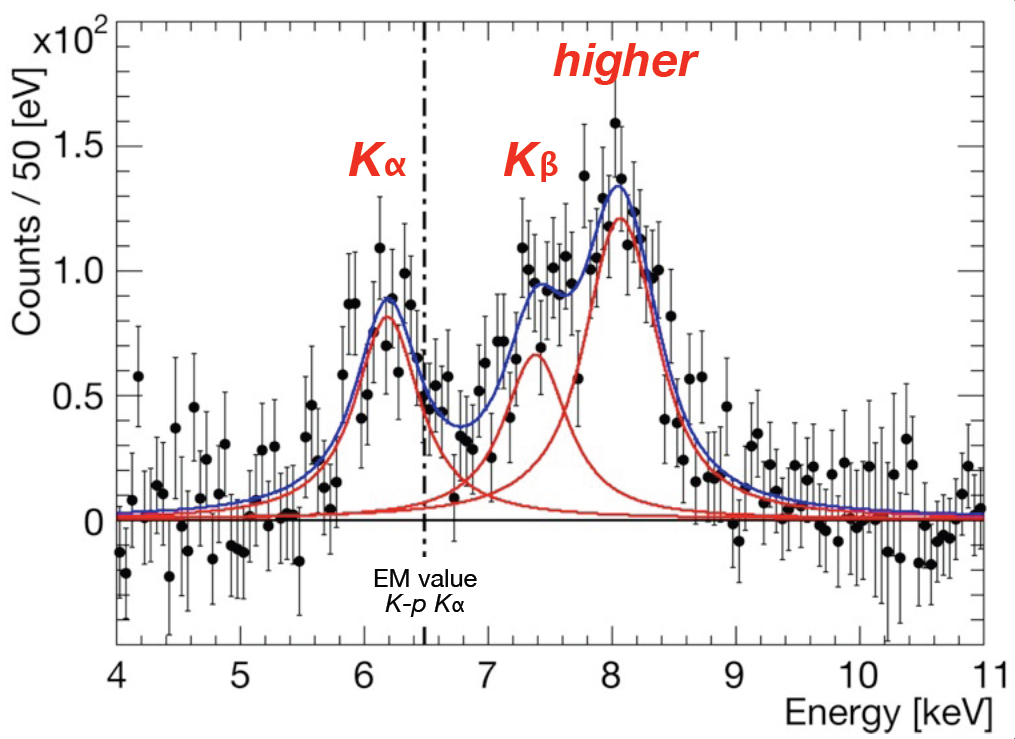 x10²
Counts / 50 [eV]
1.5
1.0
0.5
0
higher
Kα
Kβ
EM value
K-p Kα
4 5 6 7 8 9 10 11
Energy [keV]